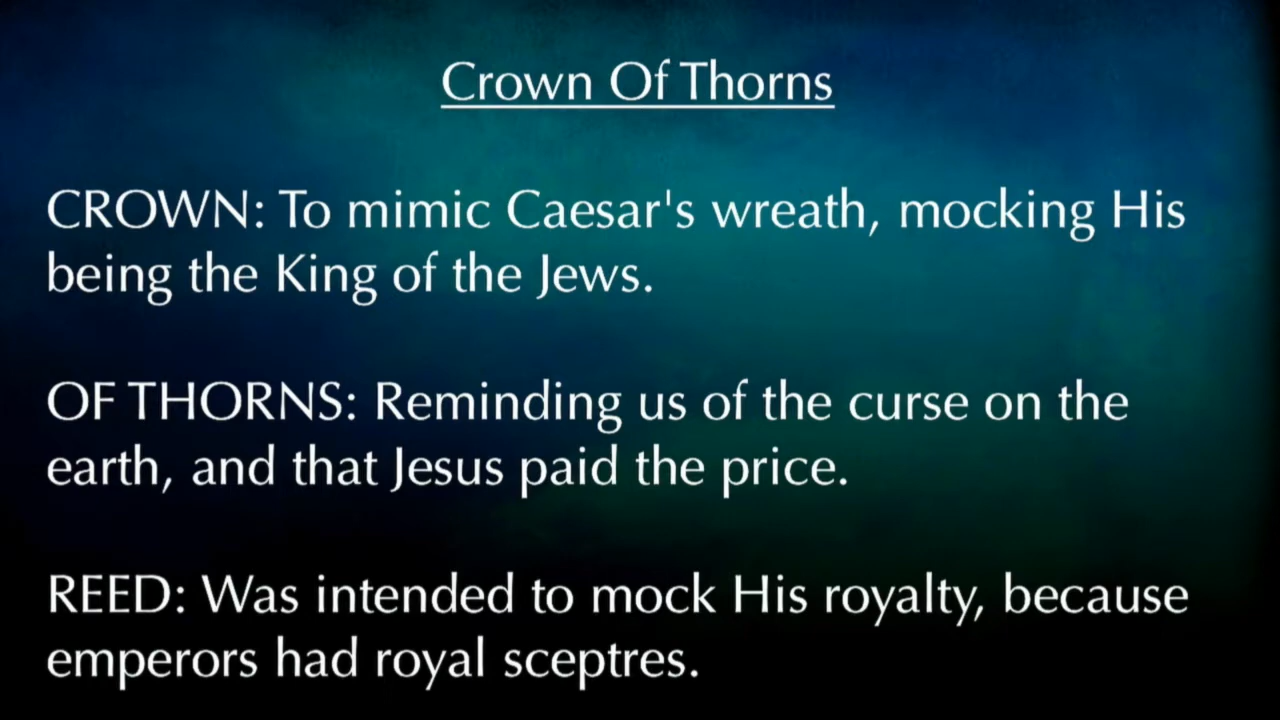 Crown Of Thorns
CROWN: To mimic Caesar's wreath, mocking His
being the King of the Jews.
OF THORNS: Reminding us of the curse on the
earth, and that Jesus paid the price.
REED: Was intended to mock His royalty, because
emperors had royal sceptres.